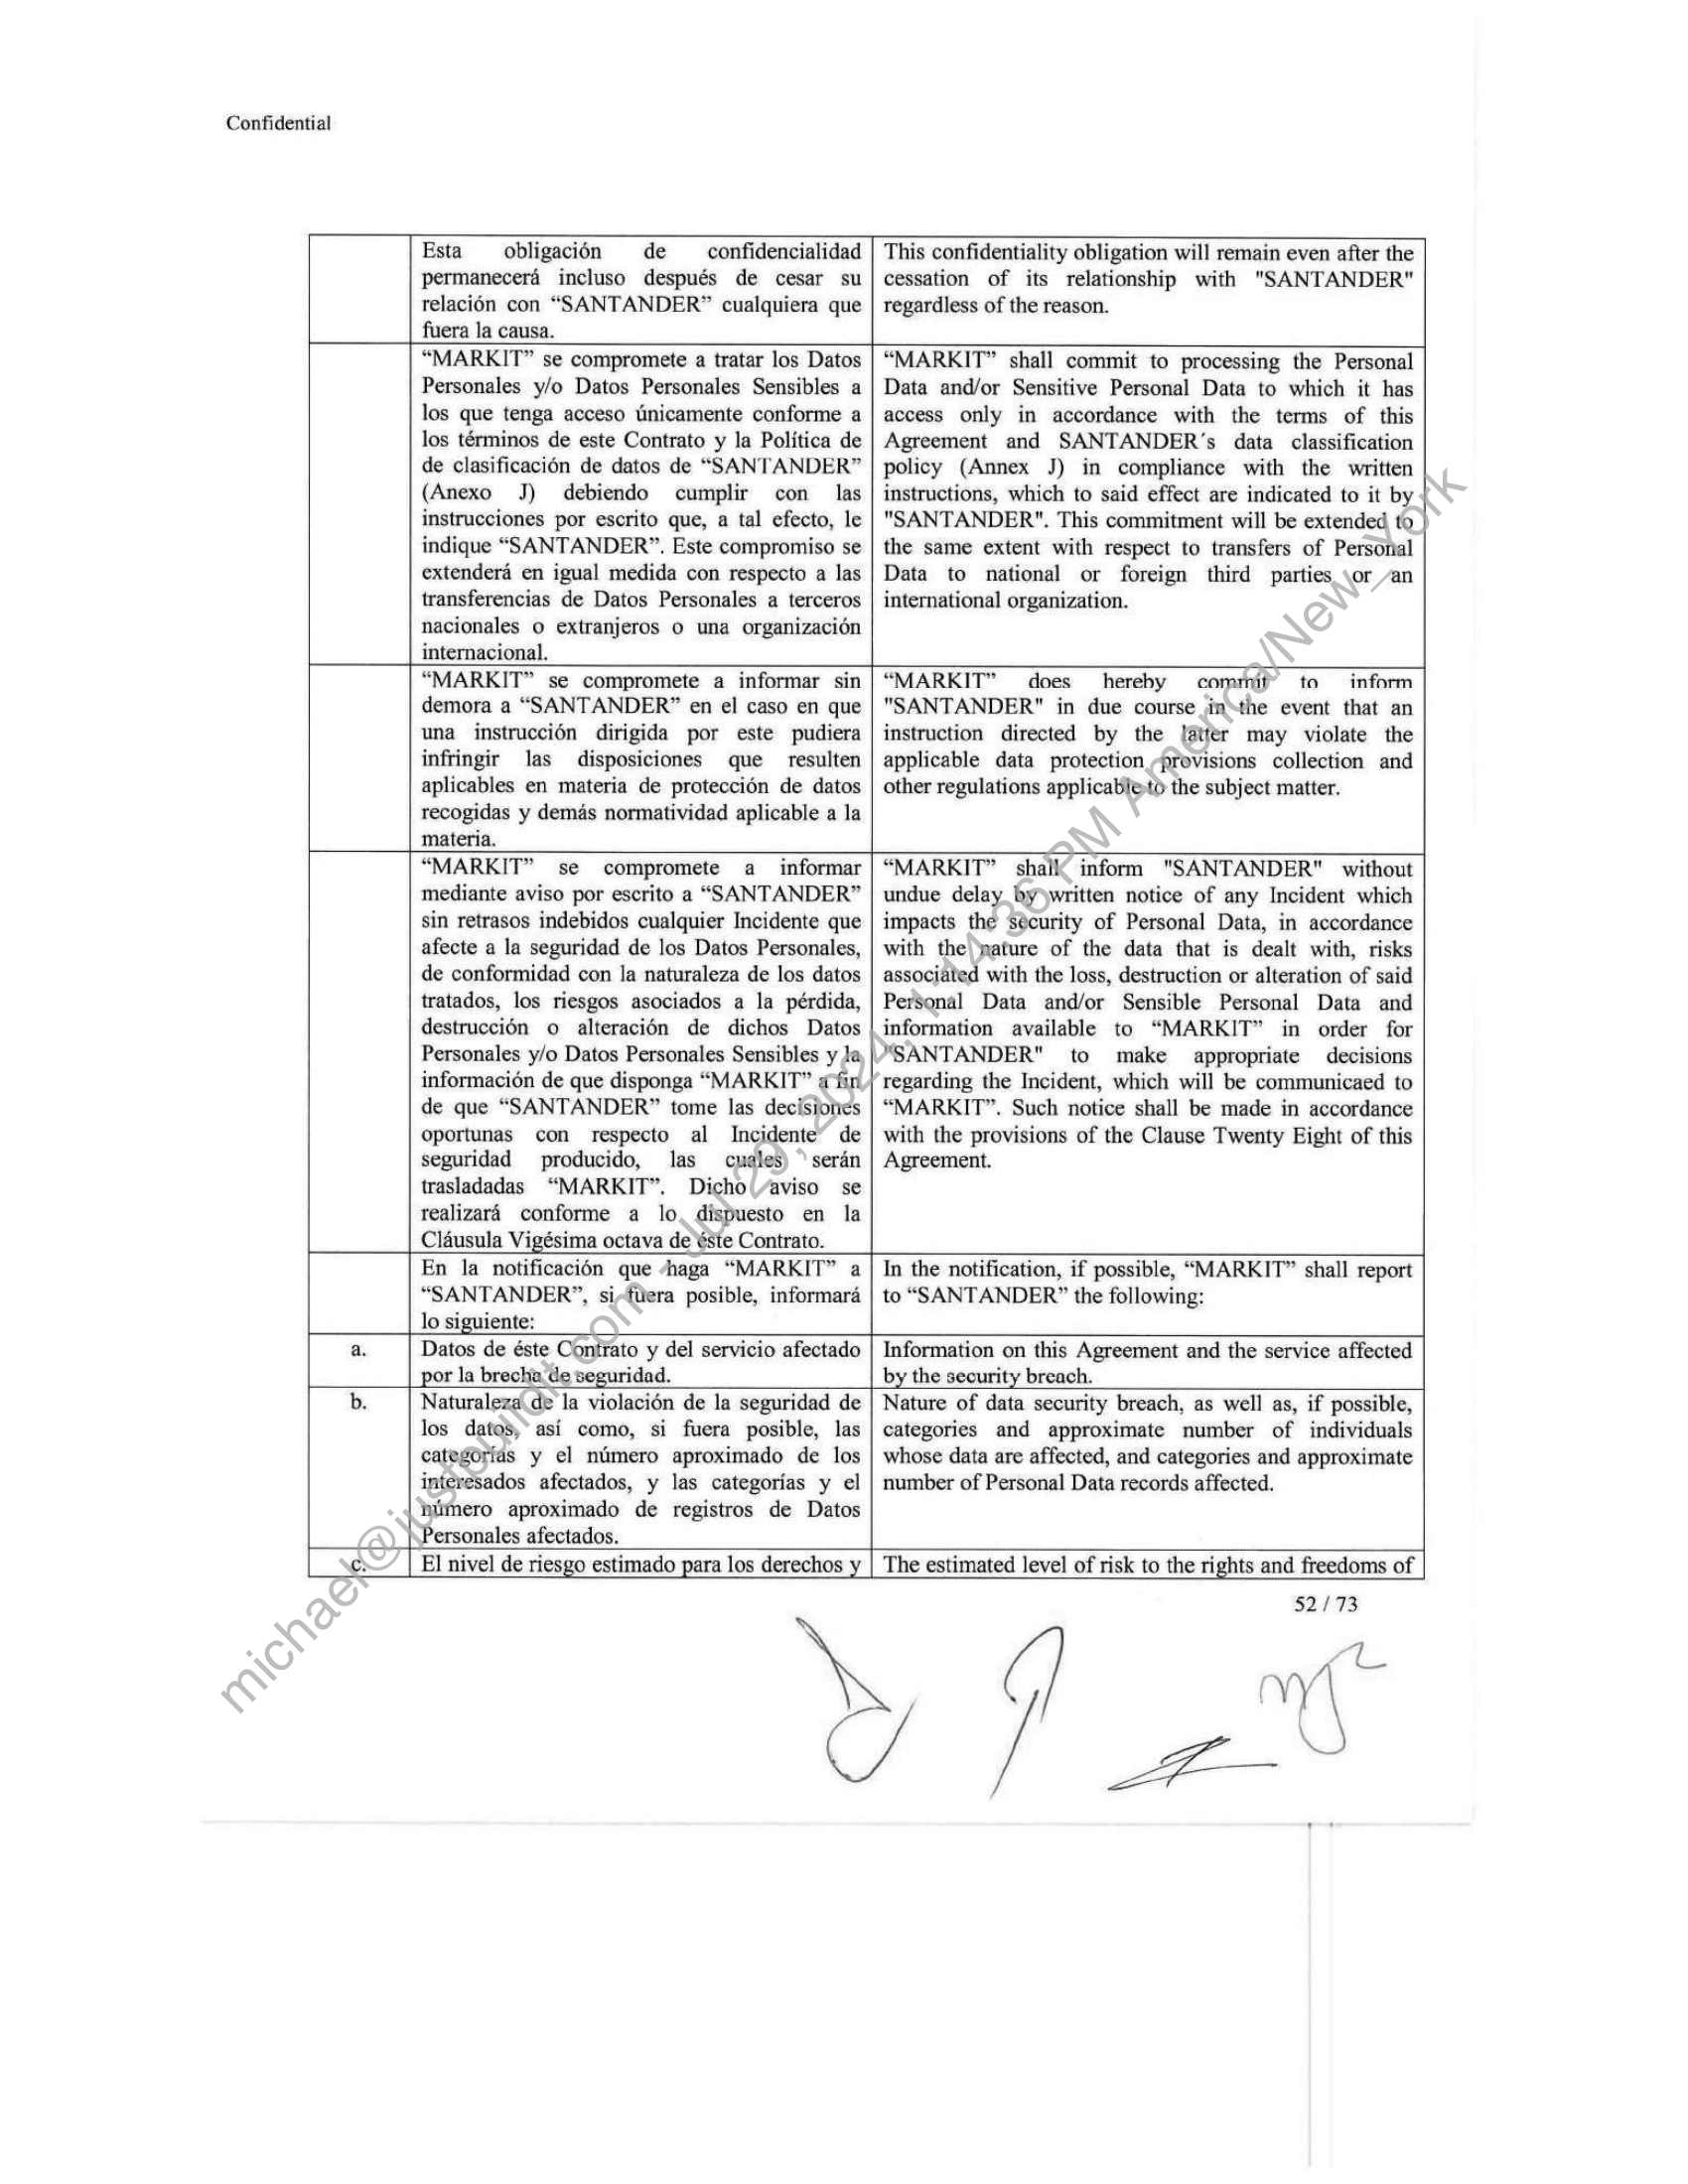 Confidential
Esta obligación de confidencialidad
permanecerá incluso después de cesar su
relación con “SANTANDER” cualquiera que
fuera la causa.
This confidentiality obligation will remain even after the
cessation of its relationship with "SANTANDER"
regardless of the reason.
“MARKIT” se compromete a tratar los Datos
Personales y/o Datos Personales Sensibles a
los que tenga acceso únicamente conforme a
los términos de este Contrato y la Política de
de clasificación de datos de “SANTANDER”
(Anexo J) debiendo cumplir con las
instrucciones por escrito que, a tal efecto, le
indique “SANTANDER”. Este compromiso se
extenderá en igual medida con respecto a las
transferencias de Datos Personales a terceros
nacionales o extranjeros o una organización
internacional.
“MARKIT” shall commit to processing the Personal
Data and/or Sensitive Personal Data to which it has
access only in accordance with the terms of this
Agreement and SANTANDER´s data classification
policy (Annex J) in compliance with the written
instructions, which to said effect are indicated to it by
"SANTANDER". This commitment will be extended to
the same extent with respect to transfers of Personal
Data to national or foreign third parties or an
international organization.
“MARKIT” se compromete a informar sin
demora a “SANTANDER” en el caso en que
una instrucción dirigida por este pudiera
infringir las disposiciones que resulten
aplicables en materia de protección de datos
recogidas y demás normatividad aplicable a la
materia.
“MARKIT” does hereby commit to inform
"SANTANDER" in due course in the event that an
instruction directed by the latter may violate the
applicable data protection provisions collection and
other regulations applicable to the subject matter.
“MARKIT” se compromete a informar
mediante aviso por escrito a “SANTANDER”
sin retrasos indebidos cualquier Incidente que
afecte a la seguridad de los Datos Personales,
de conformidad con la naturaleza de los datos
tratados, los riesgos asociados a la pérdida,
destrucción o alteración de dichos Datos
Personales y/o Datos Personales Sensibles y la
información de que disponga “MARKIT” a fin
de que “SANTANDER” tome las decisiones
oportunas con respecto al Incidente de
seguridad producido, las cuales serán
trasladadas “MARKIT”. Dicho aviso se
realizará conforme a lo dispuesto en la
Cláusula Vigésima octava de éste Contrato.
“MARKIT” shall inform "SANTANDER" without
undue delay by written notice of any Incident which
impacts the security of Personal Data, in accordance
with the nature of the data that is dealt with, risks
associated with the loss, destruction or alteration of said
Personal Data and/or Sensible Personal Data and
information available to “MARKIT” in order for
"SANTANDER" to make appropriate decisions
regarding the Incident, which will be communicaed to
“MARKIT”. Such notice shall be made in accordance
with the provisions of the Clause Twenty Eight of this
Agreement.
En la notificación que haga “MARKIT” a
“SANTANDER”, si fuera posible, informará
lo siguiente:
In the notification, if possible, “MARKIT” shall report
to “SANTANDER” the following:
a.
Datos de éste Contrato y del servicio afectado
por la brecha de seguridad.
Information on this Agreement and the service affected
by the security breach.
b.
Naturaleza de la violación de la seguridad de
los datos, así como, si fuera posible, las
categorías y el número aproximado de los
interesados afectados, y las categorías y el
número aproximado de registros de Datos
Personales afectados.
Nature of data security breach, as well as, if possible,
categories and approximate number of individuals
whose data are affected, and categories and approximate
number of Personal Data records affected.
c.
El nivel de riesgo estimado para los derechos y
The estimated level of risk to the rights and freedoms of
52 / 73
michael@justpuidit.com - Jul 29, 2024, 1:14:36 PM America/New_York